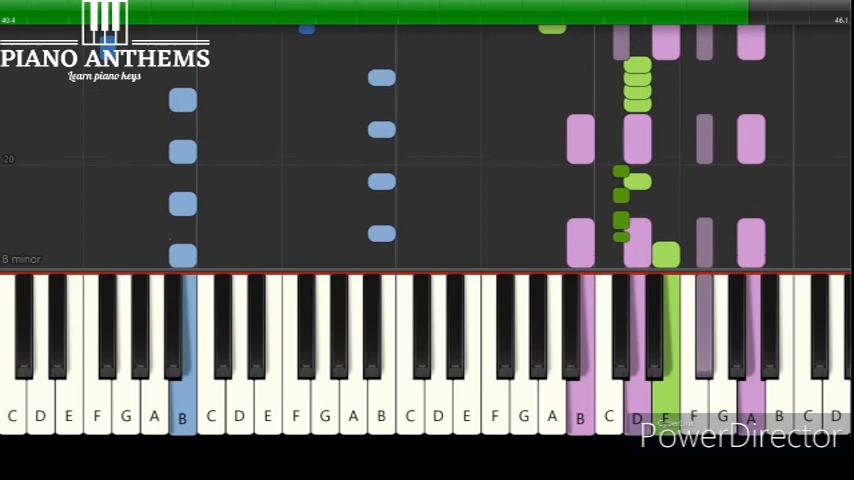 40.4
46.1
PIANO ANTHEMS
Learn piano keys
20
B minor
C D E F G A B C D E F G A B C D E F G A B C D E F G A B C D
PowerDirector